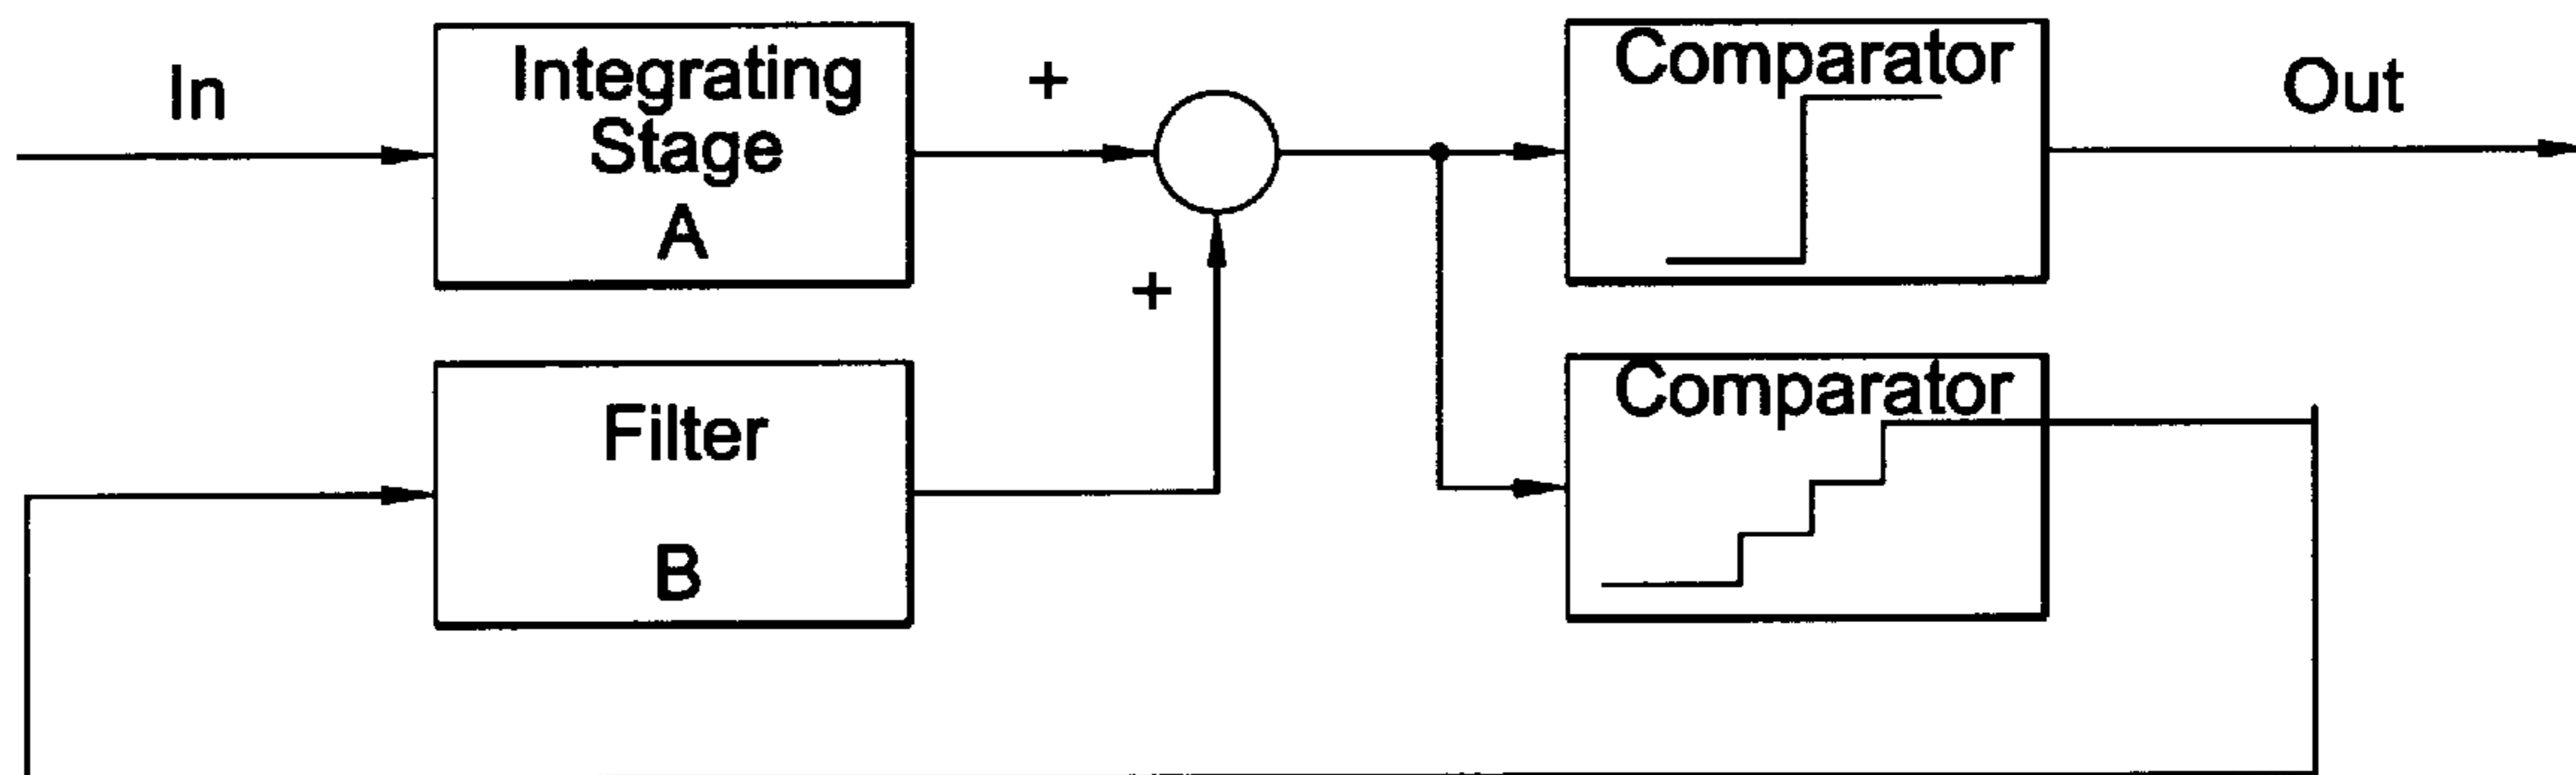 In
Integrating
Stage
A
+
+
Comparator
Out
Filter
B
Comparator